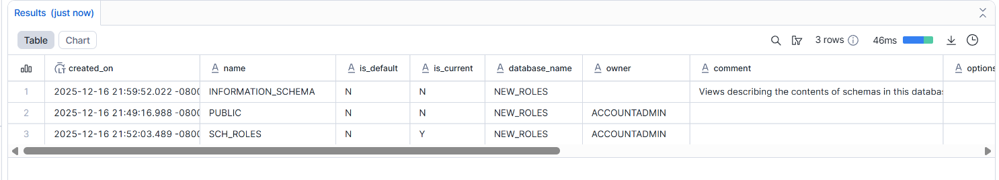 Results (just now)
Table Chart 3 rows 46ms
created_on name is_default is_current database_name owner comment options
1 2025-12-16 21:59:52.022 -0800 INFORMATION_SCHEMA N N NEW_ROLES Views describing the contents of schemas in this databa
2 2025-12-16 21:49:16.988 -0800 PUBLIC N N NEW_ROLES ACCOUNTADMIN
3 2025-12-16 21:52:03.489 -0800 SCH_ROLES N Y NEW_ROLES ACCOUNTADMIN